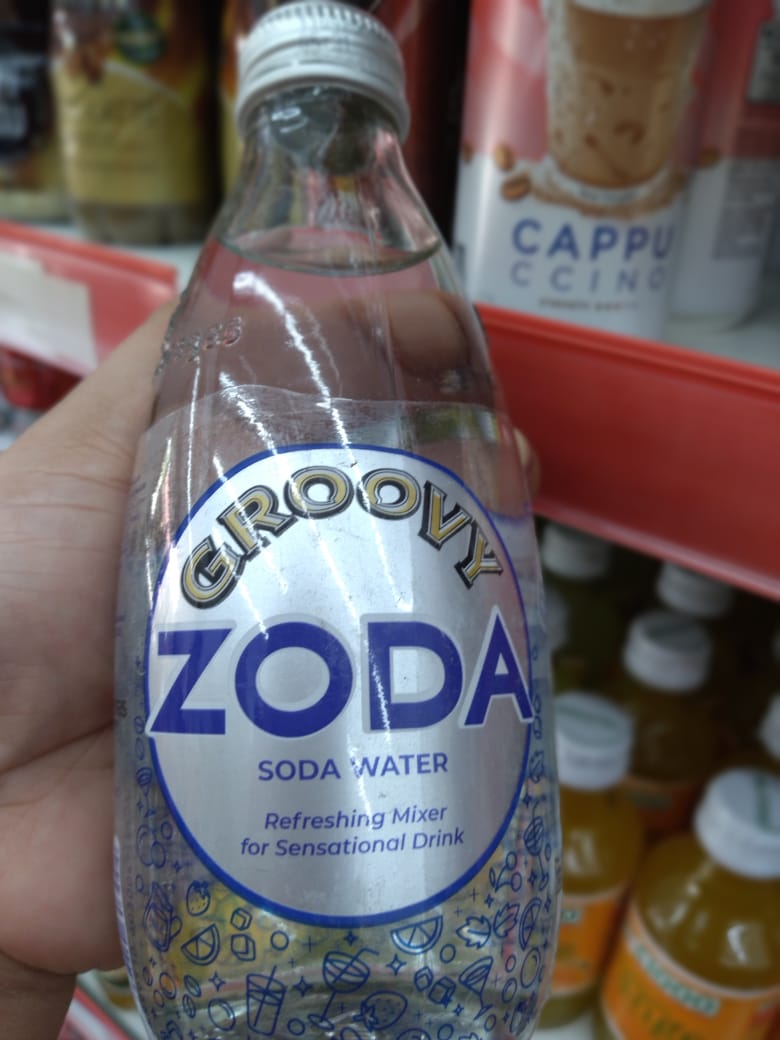 CAPPU
CCINO
GROOVY
ZODA
SODA WATER
Refreshing Mixer
for Sensational Drink